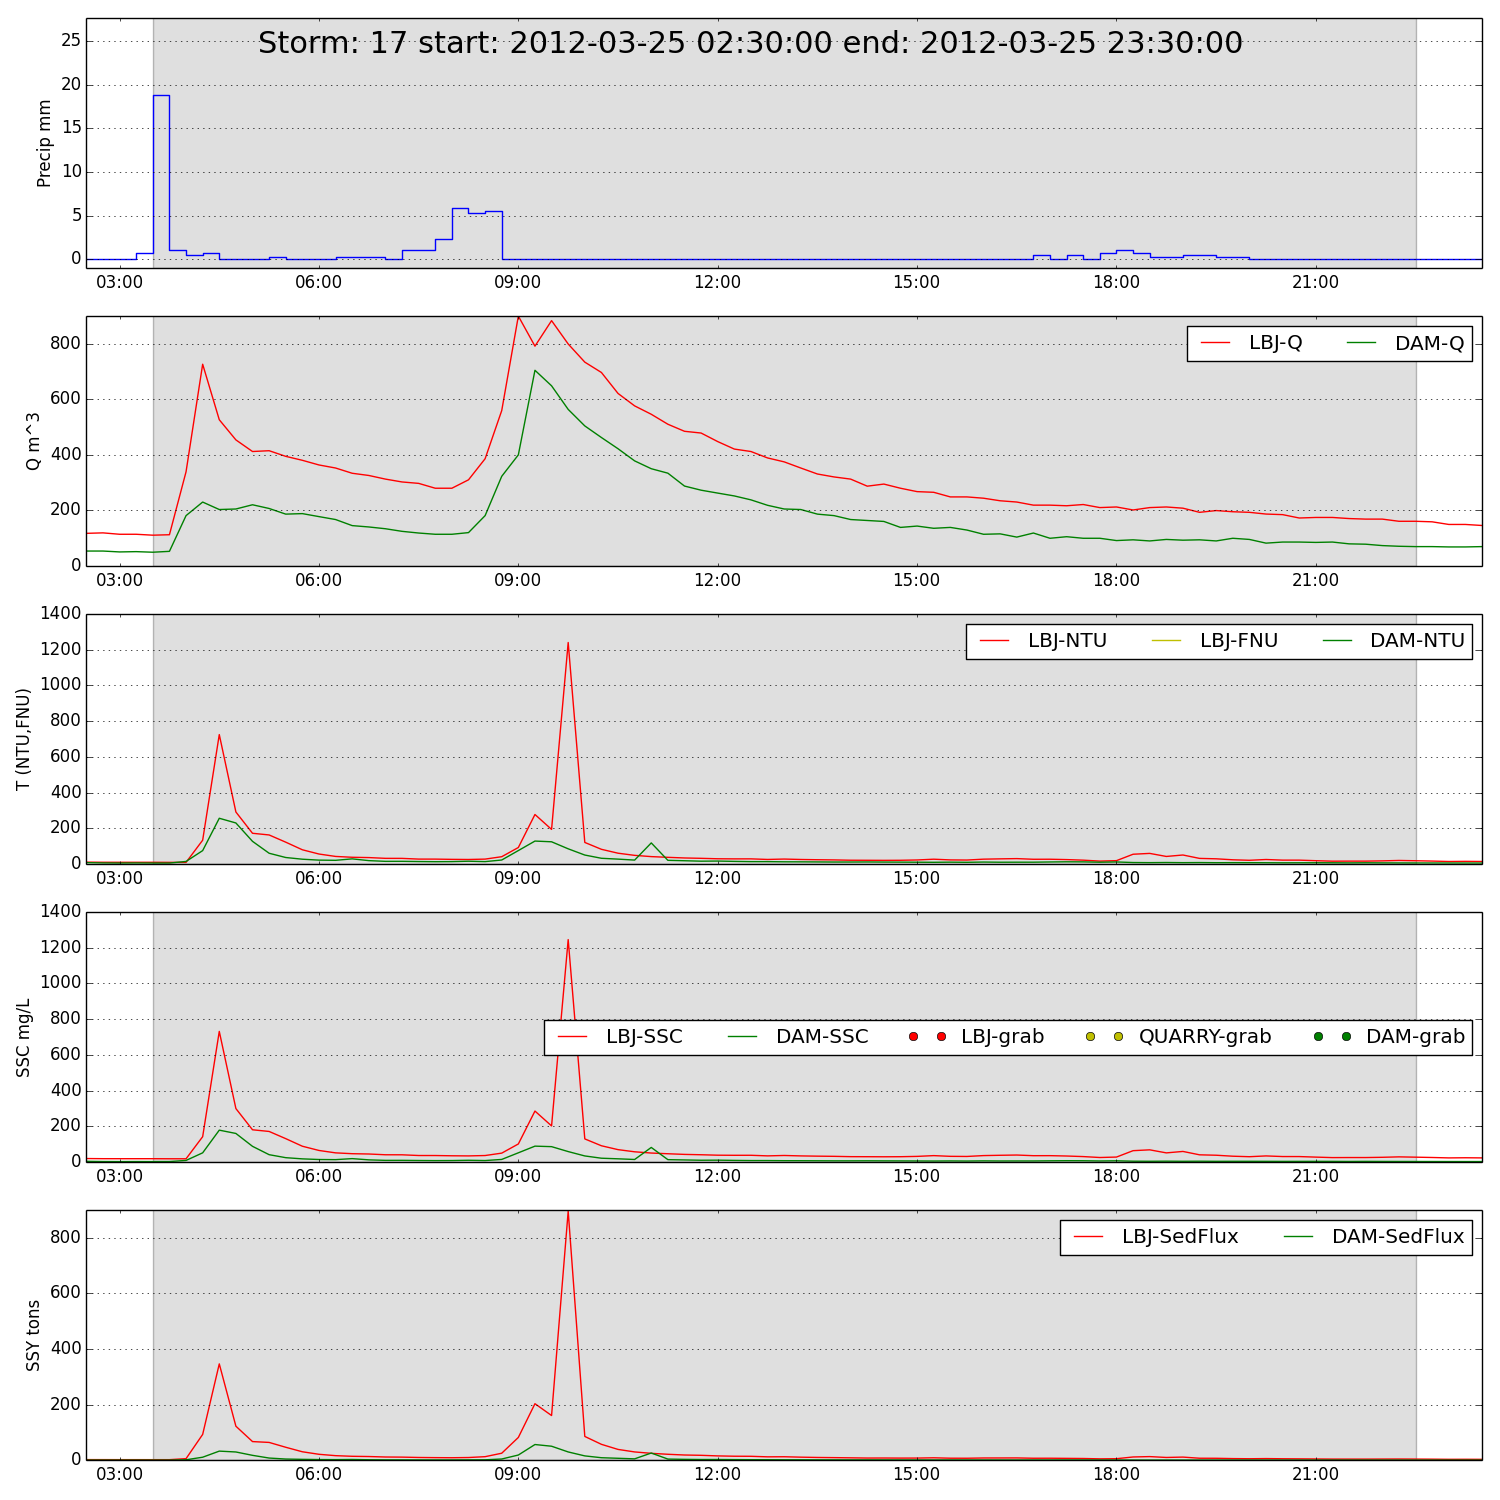 Storm: 17 start: 2012-03-25 02:30:00 end: 2012-03-25 23:30:00
Precip mm
25
20
15
10
5
0
03:00 06:00 09:00 12:00 15:00 18:00 21:00
LBJ-Q DAM-Q
Q m^3
800
600
400
200
0
03:00 06:00 09:00 12:00 15:00 18:00 21:00
LBJ-NTU LBJ-FNU DAM-NTU
T (NTU,FNU)
1400
1200
1000
800
600
400
200
0
03:00 06:00 09:00 12:00 15:00 18:00 21:00
LBJ-SSC DAM-SSC LBJ-grab QUARRY-grab DAM-grab
SSC mg/L
1400
1200
1000
800
600
400
200
0
03:00 06:00 09:00 12:00 15:00 18:00 21:00
LBJ-SedFlux DAM-SedFlux
SSY tons
800
600
400
200
0
03:00 06:00 09:00 12:00 15:00 18:00 21:00